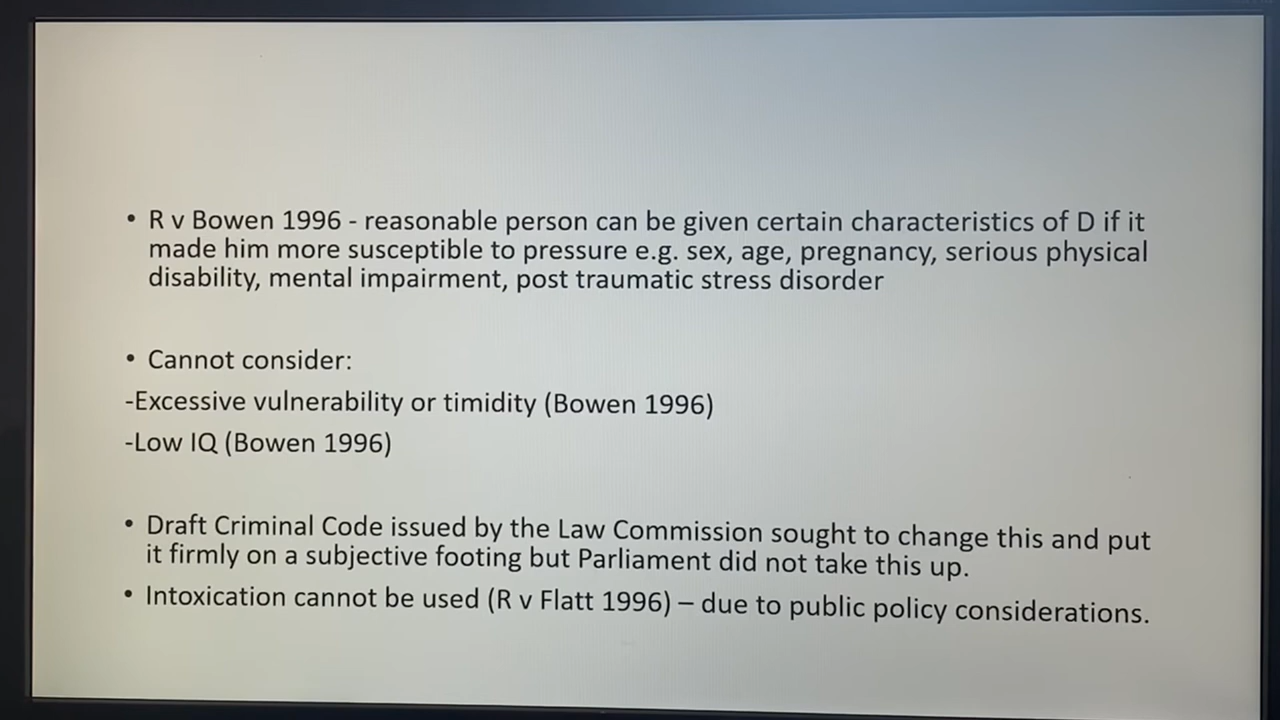 • R v Bowen 1996 - reasonable person can be given certain characteristics of D if it
made him more susceptible to pressure e.g. sex, age, pregnancy, serious physical
disability, mental impairment, post traumatic stress disorder
• Cannot consider:
-Excessive vulnerability or timidity (Bowen 1996)
-Low IQ (Bowen 1996)
• Draft Criminal Code issued by the Law Commission sought to change this and put
it firmly on a subjective footing but Parliament did not take this up.
• Intoxication cannot be used (R v Flatt 1996) – due to public policy considerations.